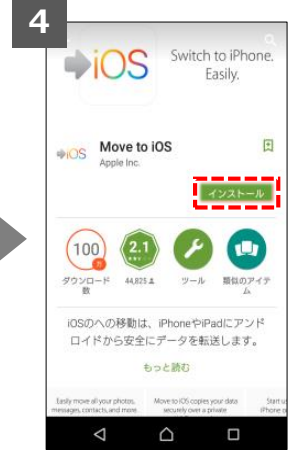 4
iOS
Switch to iPhone.
Easily.
iOS
Move to iOS
Apple Inc.
インストール
100
万
2.1
ダウンロード
数
44,825
ツール
類似のアイテ
ム
iOSのへの移動は、iPhoneやiPadにアンド
ロイドから安全にデータを転送します。
もっと読む
Easily move all your photos,
messages, contacts, and more.
Move to iOS copies your data
securely over a private
Start u
iPhone o